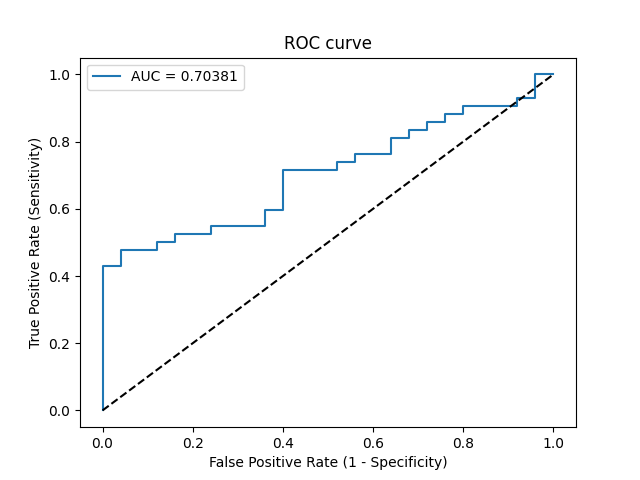 ROC curve
AUC = 0.70381
True Positive Rate (Sensitivity)
1.0
0.8
0.6
0.4
0.2
0.0
0.0 0.2 0.4 0.6 0.8 1.0
False Positive Rate (1 - Specificity)